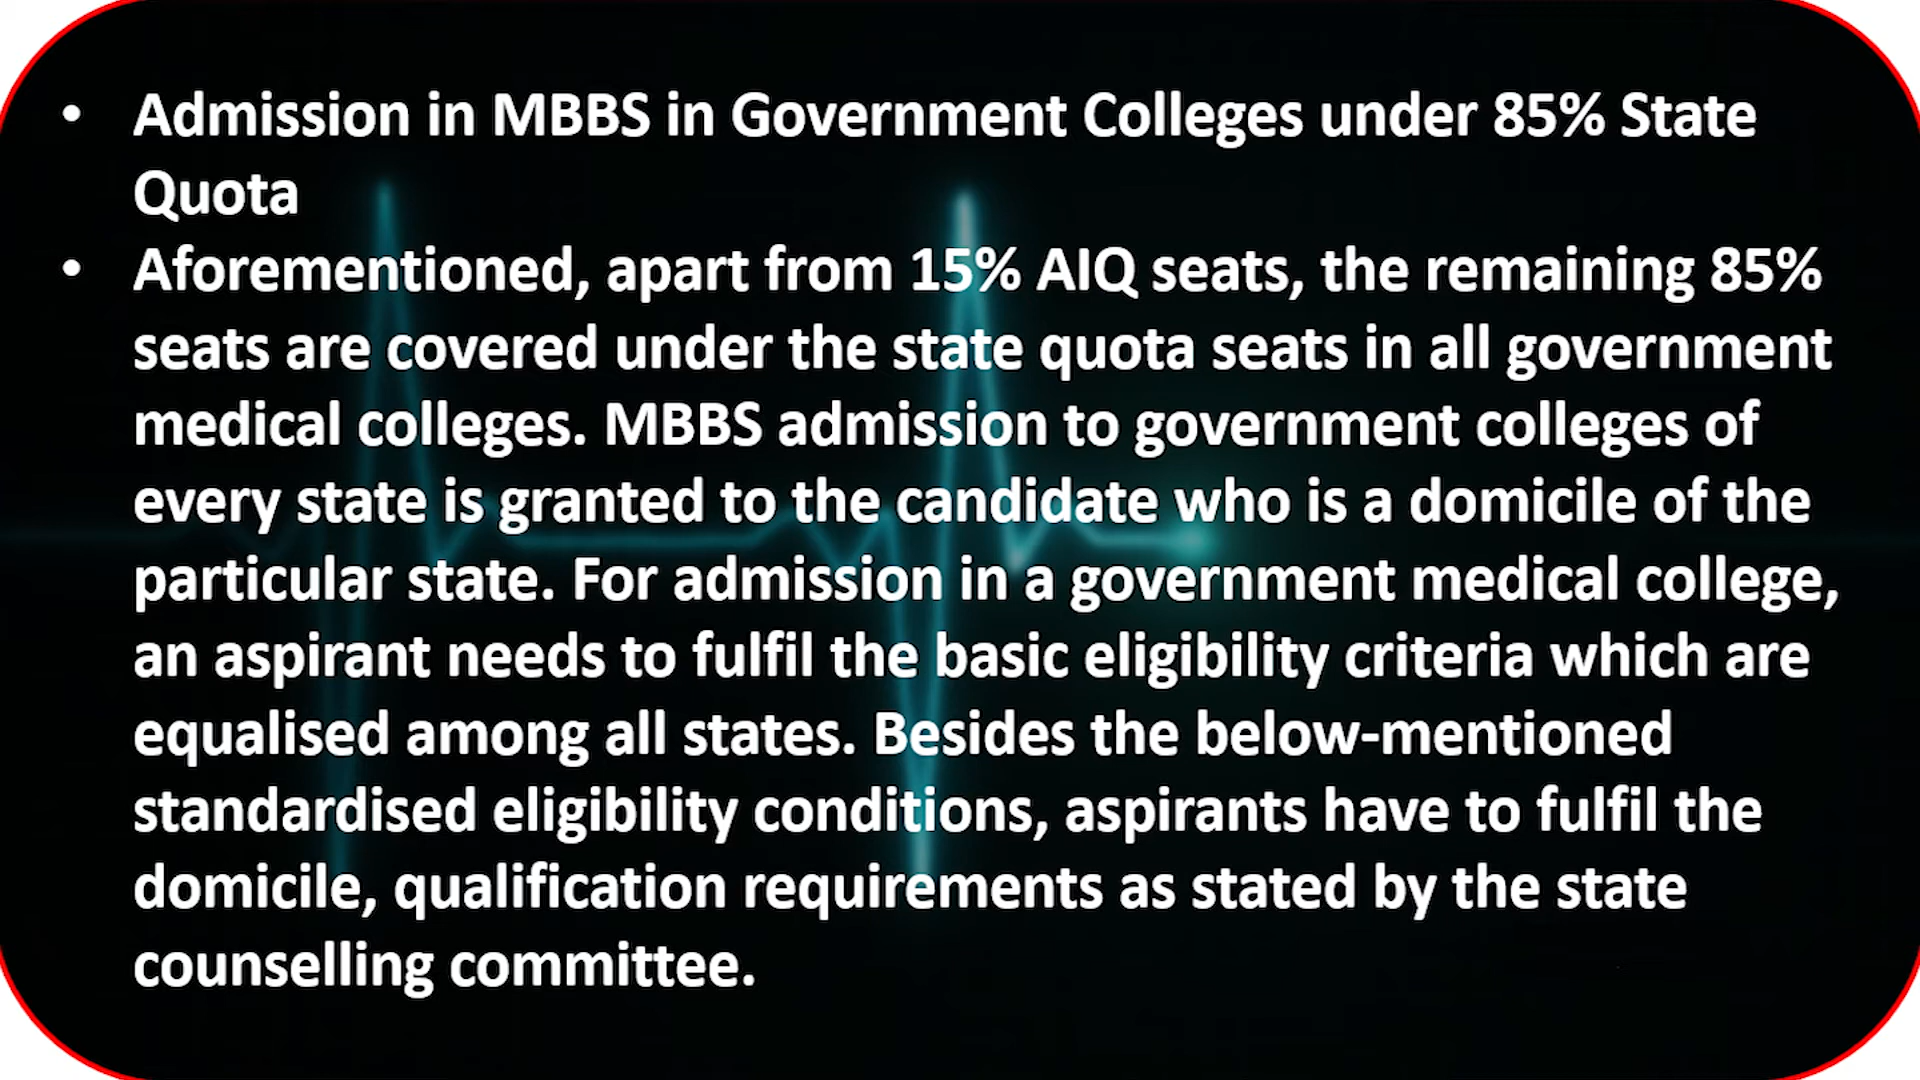 • Admission in MBBS in Government Colleges under 85% State
Quota
• Aforementioned, apart from 15% AIQ seats, the remaining 85%
seats are covered under the state quota seats in all government
medical colleges. MBBS admission to government colleges of
every state is granted to the candidate who is a domicile of the
particular state. For admission in a government medical college,
an aspirant needs to fulfil the basic eligibility criteria which are
equalised among all states. Besides the below-mentioned
standardised eligibility conditions, aspirants have to fulfil the
domicile, qualification requirements as stated by the state
counselling committee.